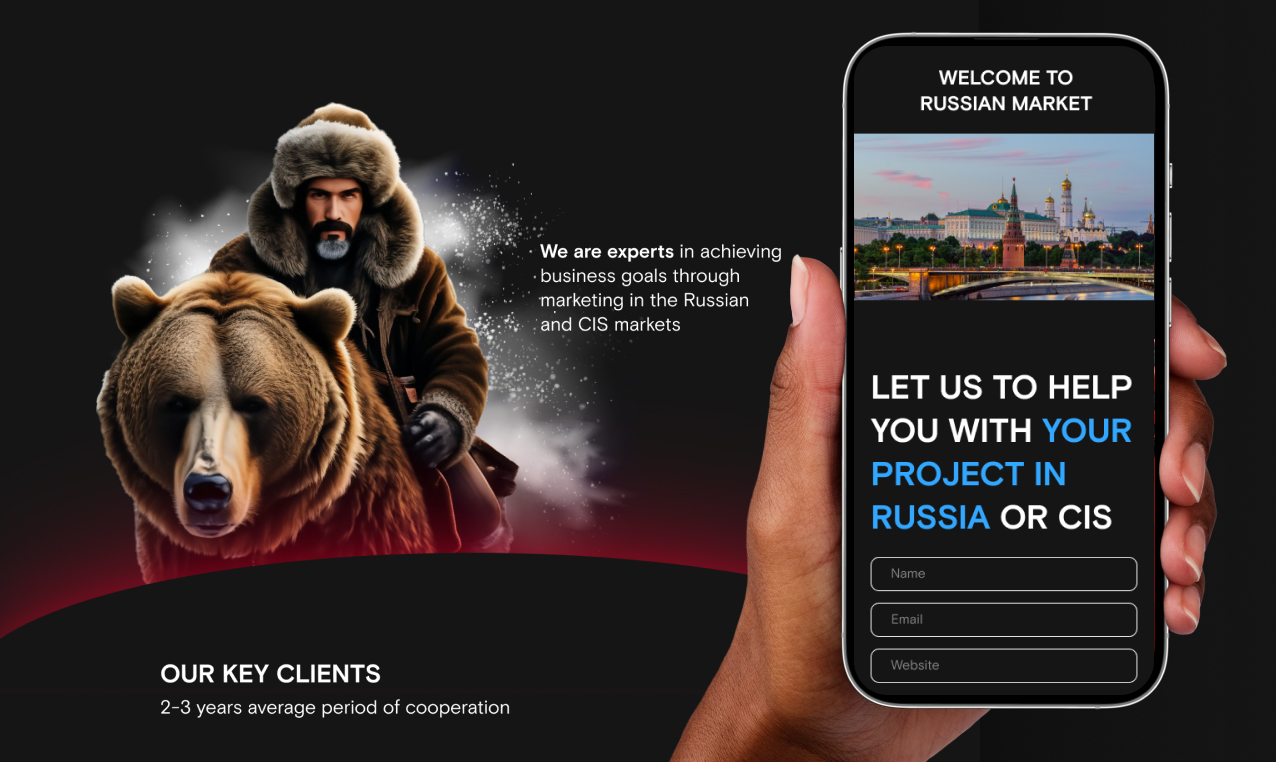 We are experts in achieving
business goals through
marketing in the Russian
and CIS markets
OUR KEY CLIENTS
2-3 years average period of cooperation
WELCOME TO
RUSSIAN MARKET
LET US TO HELP
YOU WITH YOUR
PROJECT IN
RUSSIA OR CIS
Name
Email
Website